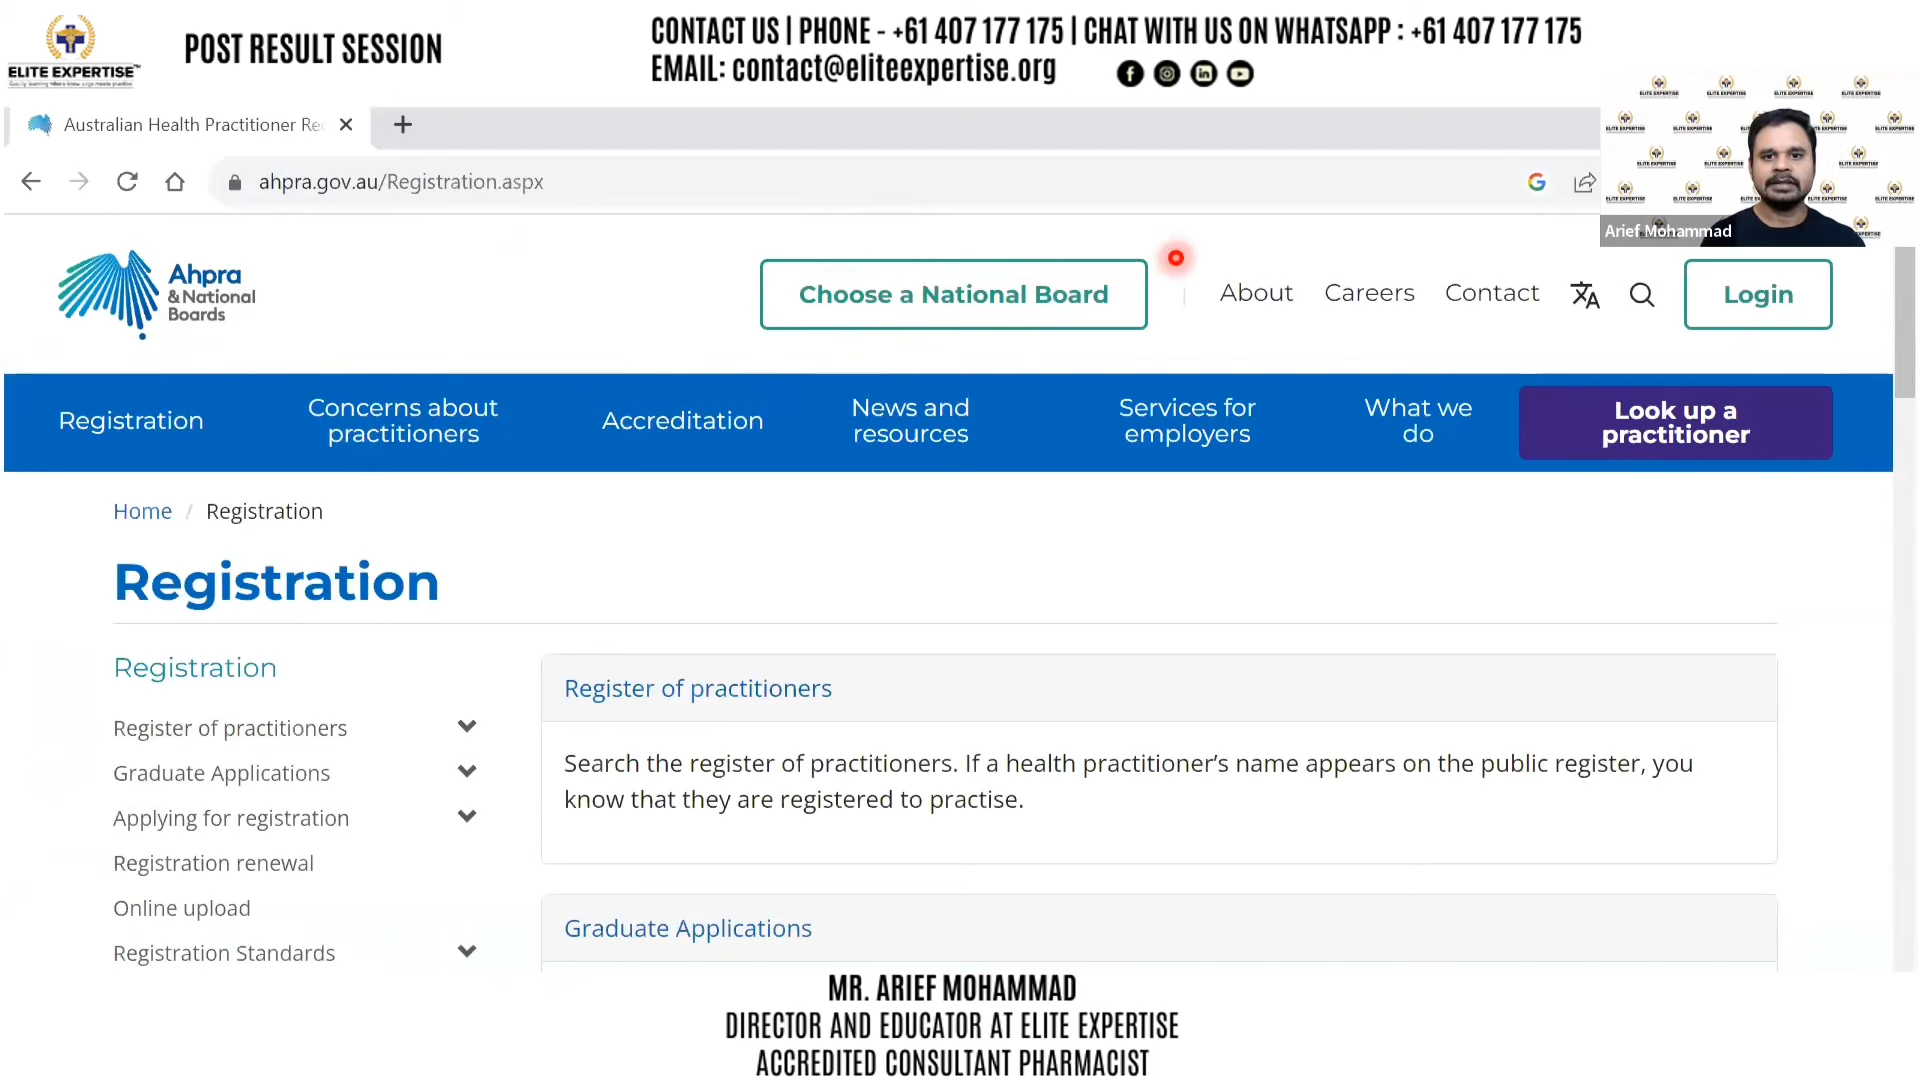 ELITE EXPERTISE™
POST RESULT SESSION
CONTACT US | PHONE - +61 407 177 175 | CHAT WITH US ON WHATSAPP : +61 407 177 175
EMAIL: contact@eliteexpertise.org
Australian Health Practitioner Re
ahpra.gov.au/Registration.aspx
Arief Mohammad
Ahpra
& National
Boards
Choose a National Board
About
Careers
Contact
Login
Registration
Concerns about
practitioners
Accreditation
News and
resources
Services for
employers
What we
do
Look up a
practitioner
Home / Registration
Registration
Registration
Register of practitioners
Graduate Applications
Applying for registration
Registration renewal
Online upload
Registration Standards
Register of practitioners
Search the register of practitioners. If a health practitioner’s name appears on the public register, you
know that they are registered to practise.
Graduate Applications
MR. ARIEF MOHAMMAD
DIRECTOR AND EDUCATOR AT ELITE EXPERTISE
ACCREDITED CONSULTANT PHARMACIST